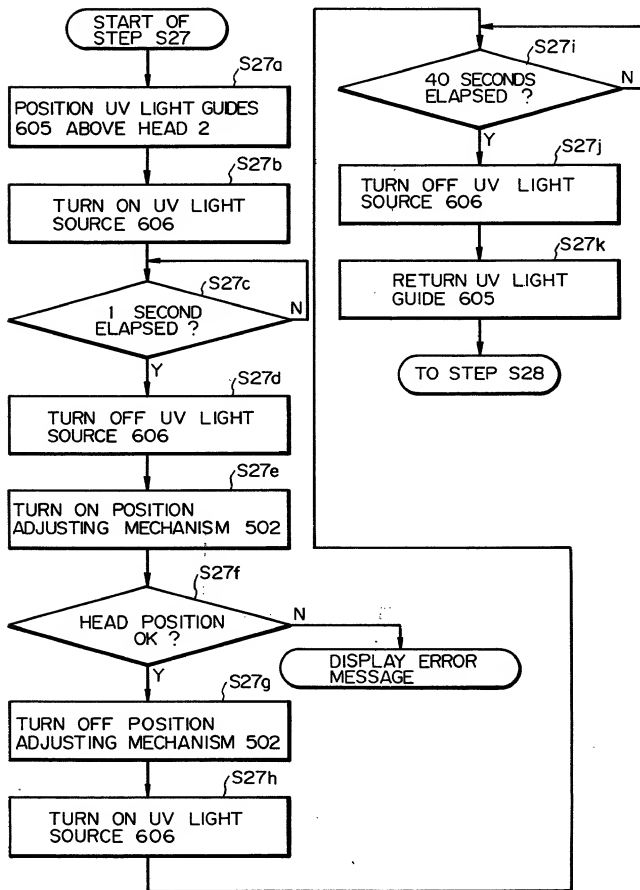 START OF
STEP S27
S27a
POSITION UV LIGHT GUIDES
605 ABOVE HEAD 2
S27b
TURN ON UV LIGHT
SOURCE 606
S27c
1 SECOND
ELAPSED ?
N
Y
S27d
TURN OFF UV LIGHT
SOURCE 606
S27e
TURN ON POSITION
ADJUSTING MECHANISM 502
S27f
HEAD POSITION
OK ?
N
DISPLAY ERROR
MESSAGE
Y
S27g
TURN OFF POSITION
ADJUSTING MECHANISM 502
S27h
TURN ON UV LIGHT
SOURCE 606
S27i
40 SECONDS
ELAPSED ?
N
Y
S27j
TURN OFF UV LIGHT
SOURCE 606
S27k
RETURN UV LIGHT
GUIDE 605
TO STEP S28